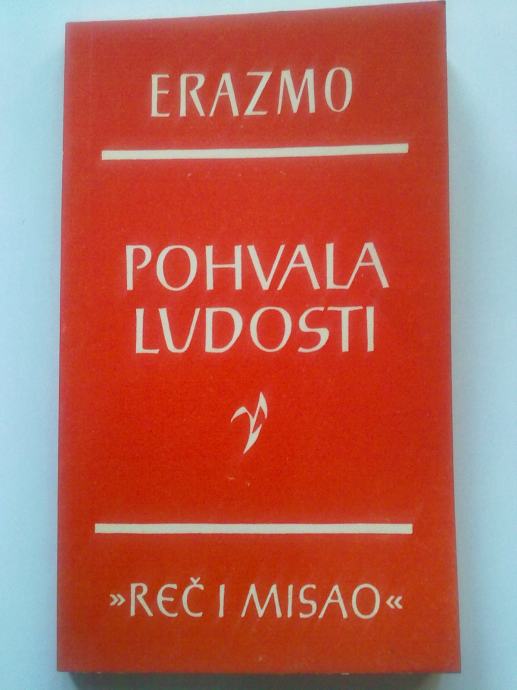 ERAZMO
POHVALA
LUDOSTI
»REČ I MISAO«